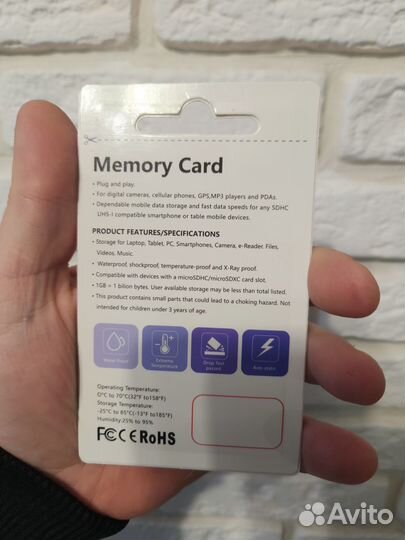 Memory Card
• Plug and play.
• For digital cameras, cellular phones, GPS,MP3 players and PDAs.
• Dependable mobile data storage and fast data speeds for any SDHC
UHS-I compatible smartphone or table mobile devices.
PRODUCT FEATURES/SPECIFICATIONS
• Storage for Laptop, Tablet, PC, Smartphones, Camera, e-Reader. Files,
Videos, Music.
• Waterproof, shockproof, temperature-proof and X-Ray proof.
• Compatible with devices with a microSDHC/microSDXC card slot.
• 1GB = 1 bilion bytes. User available storage may be less than total listed.
• This product contains small parts that could lead to a choking hazard. Not
intended for children under 3 years of age.
Water Proof
Extreme
Temperature
Drop Test
passed
Anti-static
Operating Temperature:
O°C to 70°C(32°F to158°F)
Storage Temperature:
-25°C to 85°C(-13°F to185°F)
Humidity 25% to 95%
FC CE RoHS
Avito